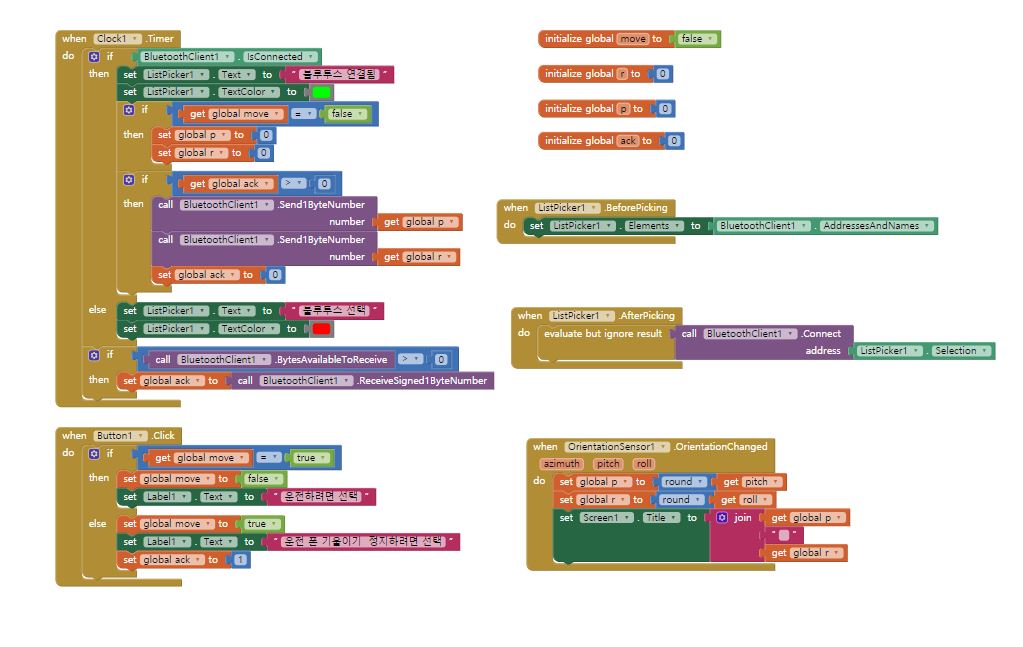 when Clock1 .Timer
do if BluetoothClient1 . IsConnected
then set ListPicker1 . Text to " 블루투스 연결됨 "
set ListPicker1 . TextColor to
if get global move = false
then set global p to 0
set global r to 0
if get global ack > 0
then call BluetoothClient1 .Send1ByteNumber
number get global p
call BluetoothClient1 .Send1ByteNumber
number get global r
set global ack to 0
else set ListPicker1 . Text to " 블루투스 선택 "
set ListPicker1 . TextColor to
if call BluetoothClient1 .BytesAvailableToReceive > 0
then set global ack to call BluetoothClient1 .ReceiveSigned1ByteNumber
when Button1 .Click
do if get global move = true
then set global move to false
set Label1 . Text to " 운전하려면 선택 "
else set global move to true
set Label1 . Text to " 운전 폰 기울이기 정지하려면 선택 "
set global ack to 1
initialize global move to false
initialize global r to 0
initialize global p to 0
initialize global ack to 0
when ListPicker1 .BeforePicking
do set ListPicker1 . Elements to BluetoothClient1 . AddressesAndNames
when ListPicker1 .AfterPicking
do evaluate but ignore result call BluetoothClient1 .Connect
address ListPicker1 . Selection
when OrientationSensor1 .OrientationChanged
azimuth pitch roll
do set global p to round get pitch
set global r to round get roll
set Screen1 . Title to join get global p
" "
get global r